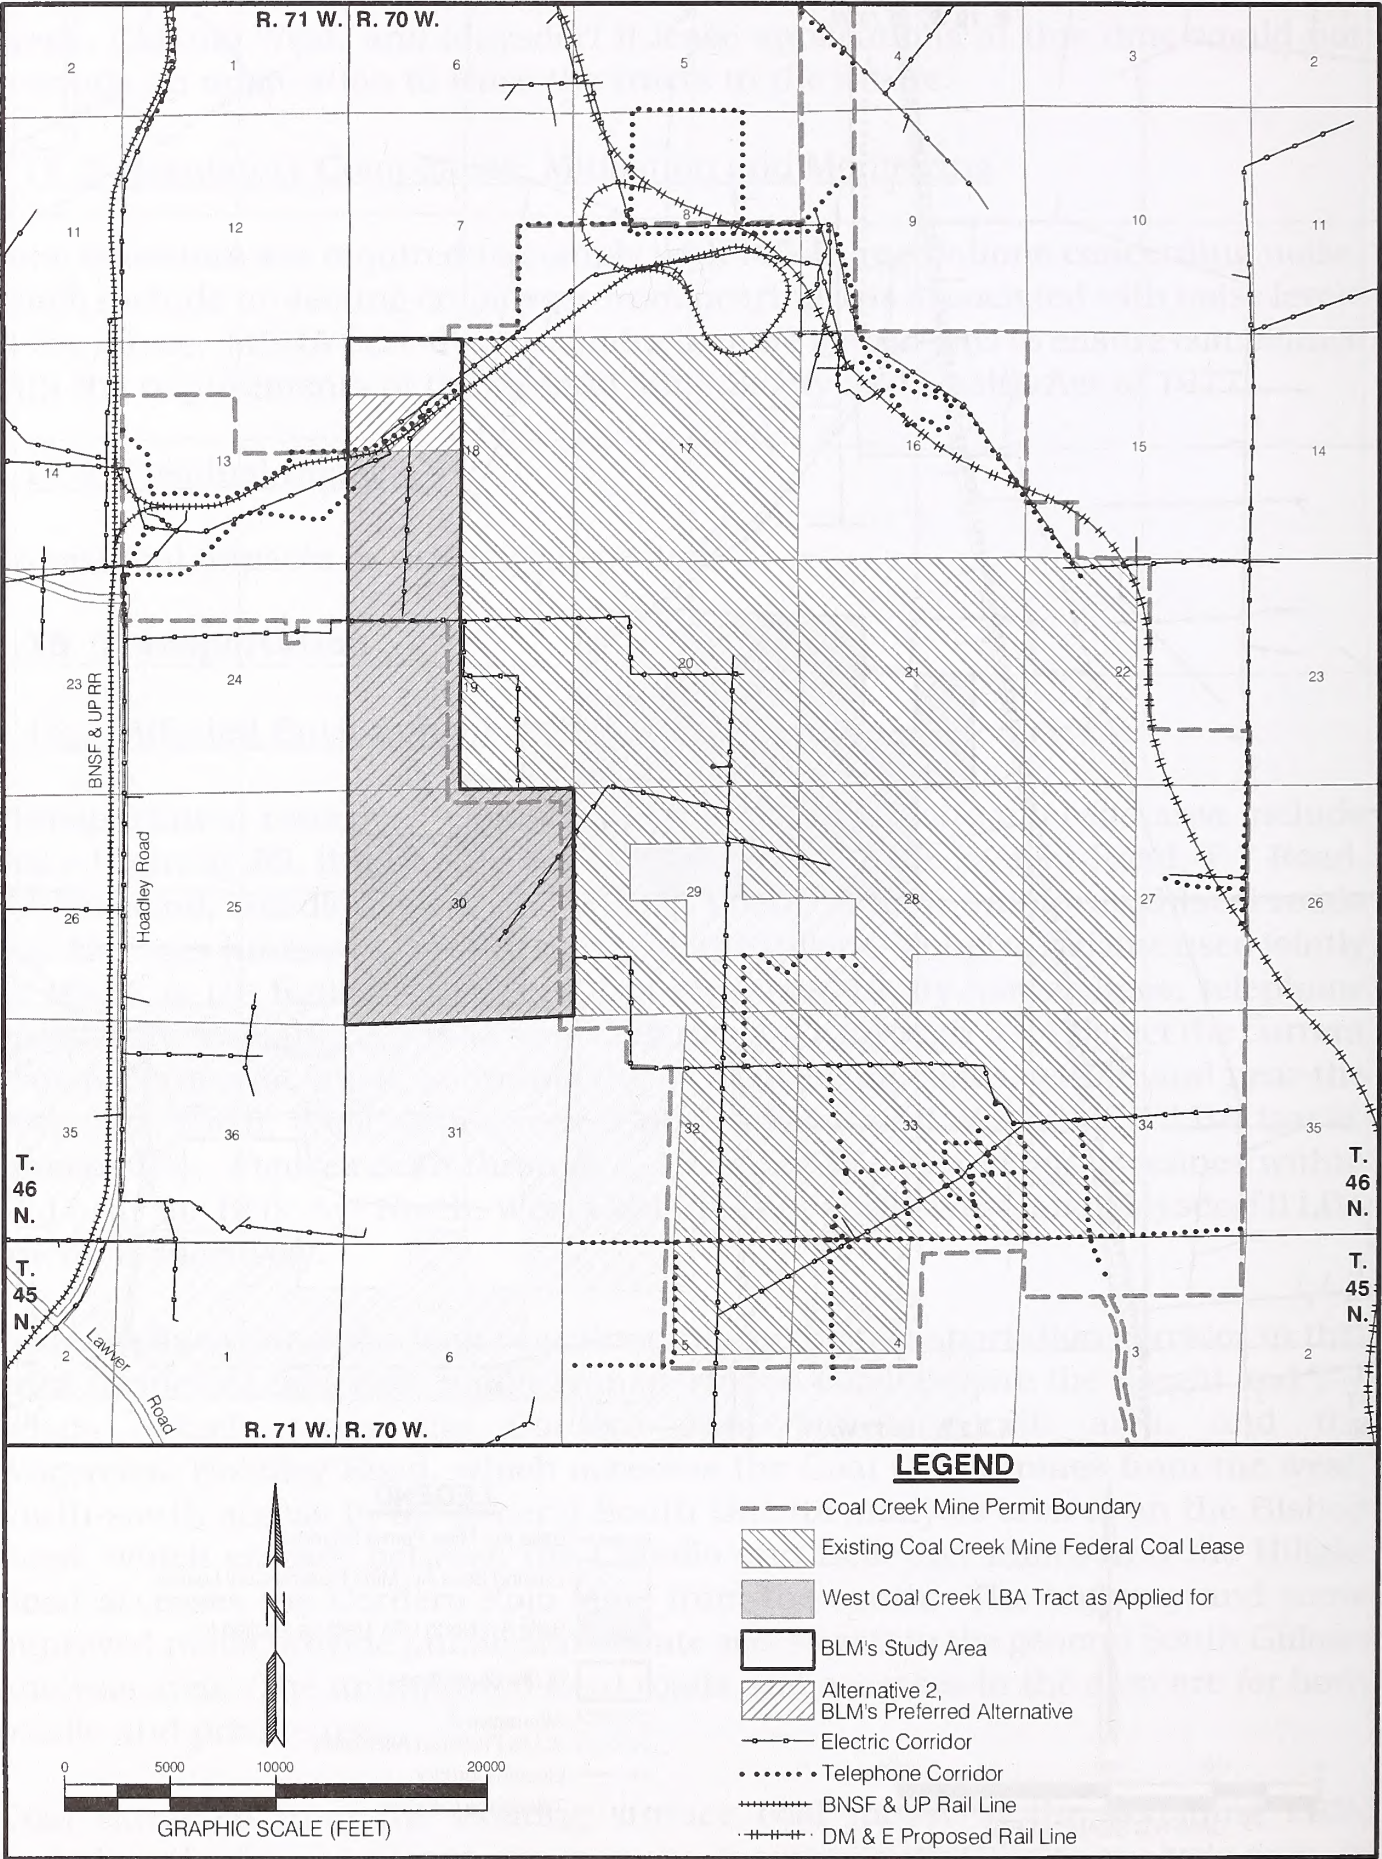 R. 71 W. R. 70 W.
2 1 6 5 4 3 2
11 12 7 8 9 10 11
14 13 18 17 16 15 14
23 24 19 20 21 22 23
BNSF & UP RR
Hoadley Road
26 25 30 29 28 27 26
35 36 31 32 33 34 35
T.
46
N.
T.
46
N.
T.
45
N.
T.
45
N.
2 1 6 5 4 3 2
Lawver
Road
R. 71 W. R. 70 W.
LEGEND
Coal Creek Mine Permit Boundary
Existing Coal Creek Mine Federal Coal Lease
West Coal Creek LBA Tract as Applied for
BLM's Study Area
Alternative 2,
BLM's Preferred Alternative
Electric Corridor
Telephone Corridor
BNSF & UP Rail Line
DM & E Proposed Rail Line
N
0 5000 10000 20000
GRAPHIC SCALE (FEET)